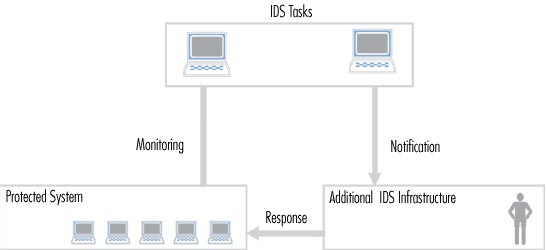 IDS Tasks
Monitoring
Notification
Protected System
Additional IDS Infrastructure
Response